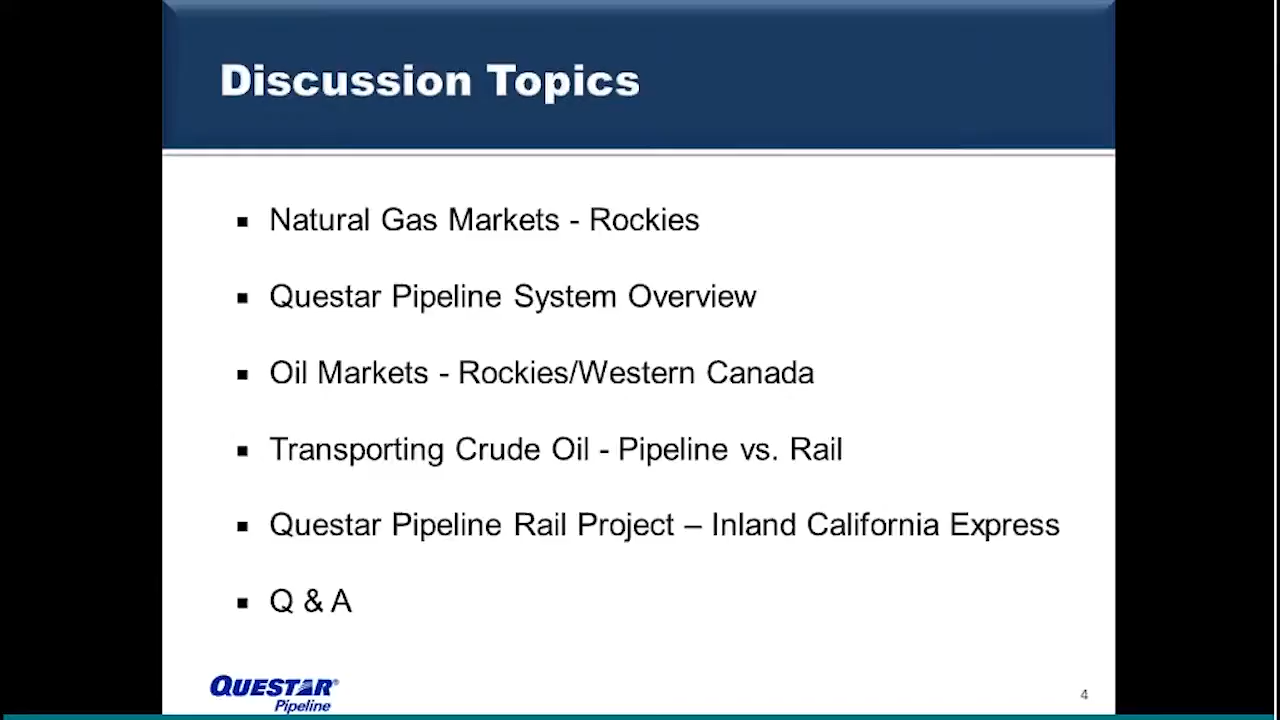 Discussion Topics
▪ Natural Gas Markets - Rockies
▪ Questar Pipeline System Overview
▪ Oil Markets - Rockies/Western Canada
▪ Transporting Crude Oil - Pipeline vs. Rail
▪ Questar Pipeline Rail Project – Inland California Express
▪ Q & A
QUESTAR®
Pipeline
4